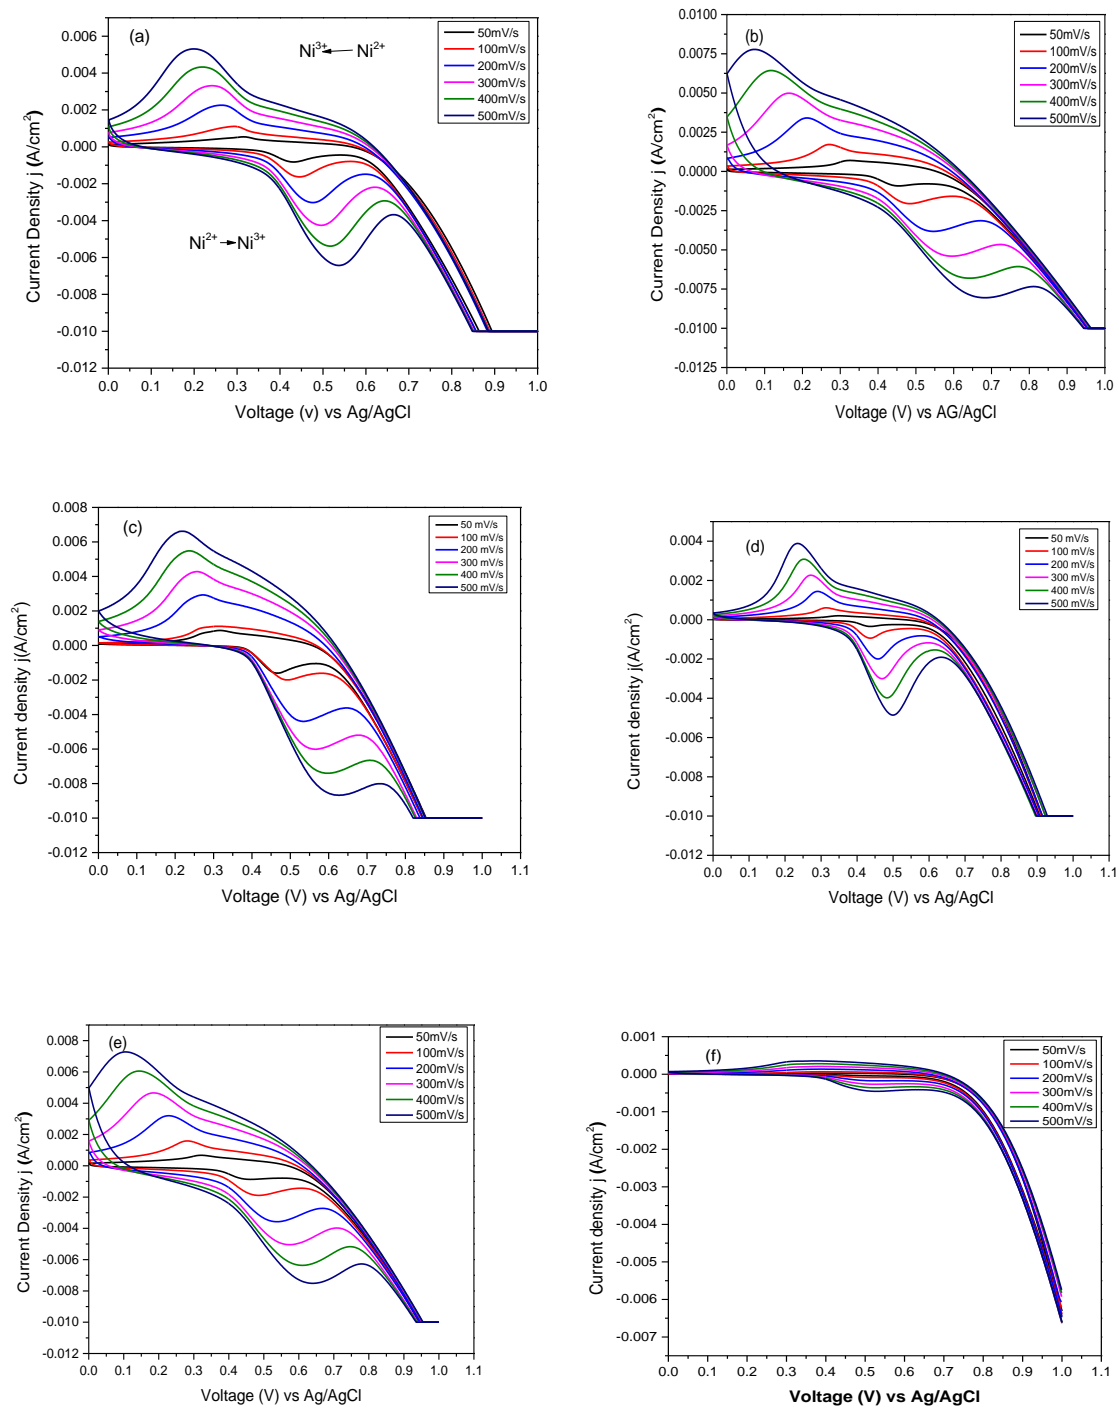 (a)
Ni3+ ← Ni2+
Ni2+ → Ni3+
50mV/s
100mV/s
200mV/s
300mV/s
400mV/s
500mV/s
0.006
0.004
0.002
0.000
-0.002
-0.004
-0.006
-0.008
-0.010
-0.012
Current Density j (A/cm2)
0.0 0.1 0.2 0.3 0.4 0.5 0.6 0.7 0.8 0.9 1.0
Voltage (v) vs Ag/AgCl
(b)
50mV/s
100mV/s
200mV/s
300mV/s
400mV/s
500mV/s
0.0100
0.0075
0.0050
0.0025
0.0000
-0.0025
-0.0050
-0.0075
-0.0100
-0.0125
Current Density j (A/cm2)
0.0 0.1 0.2 0.3 0.4 0.5 0.6 0.7 0.8 0.9 1.0
Voltage (V) vs AG/AgCl
(c)
50 mV/s
100 mV/s
200 mV/s
300 mV/s
400 mV/s
500 mV/s
0.008
0.006
0.004
0.002
0.000
-0.002
-0.004
-0.006
-0.008
-0.010
-0.012
Current density j(A/cm2)
0.0 0.1 0.2 0.3 0.4 0.5 0.6 0.7 0.8 0.9 1.0 1.1
Voltage (V) vs Ag/AgCl
(d)
50 mV/s
100 mV/s
200 mV/s
300 mV/s
400 mV/s
500 mV/s
0.004
0.002
0.000
-0.002
-0.004
-0.006
-0.008
-0.010
-0.012
Current density j(A/cm2)
0.0 0.1 0.2 0.3 0.4 0.5 0.6 0.7 0.8 0.9 1.0 1.1
Voltage (V) vs Ag/AgCl
(e)
50mV/s
100mV/s
200mV/s
300mV/s
400mV/s
500mV/s
0.008
0.006
0.004
0.002
0.000
-0.002
-0.004
-0.006
-0.008
-0.010
-0.012
Current Density j (A/cm2)
0.0 0.1 0.2 0.3 0.4 0.5 0.6 0.7 0.8 0.9 1.0 1.1
Voltage (V) vs Ag/AgCl
(f)
50mV/s
100mV/s
200mV/s
300mV/s
400mV/s
500mV/s
0.001
0.000
-0.001
-0.002
-0.003
-0.004
-0.005
-0.006
-0.007
Current density j (A/cm2)
0.0 0.1 0.2 0.3 0.4 0.5 0.6 0.7 0.8 0.9 1.0 1.1
Voltage (V) vs Ag/AgCl